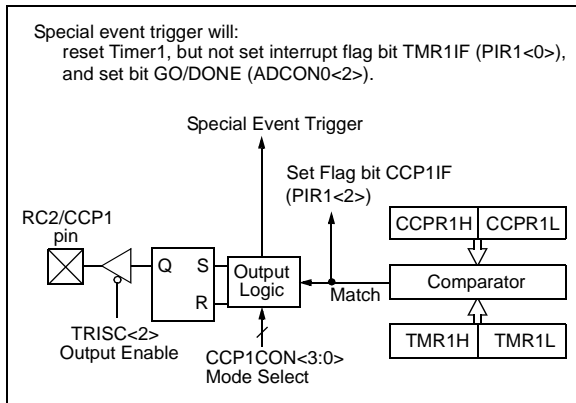 Special event trigger will:
reset Timer1, but not set interrupt flag bit TMR1IF (PIR1<0>),
and set bit GO/DONE (ADCON0<2>).
Special Event Trigger
Set Flag bit CCP1IF
(PIR1<2>)
RC2/CCP1
pin
CCPR1H CCPR1L
Q S
R
Output
Logic
Match
Comparator
TRISC<2>
Output Enable
CCP1CON<3:0>
Mode Select
TMR1H TMR1L